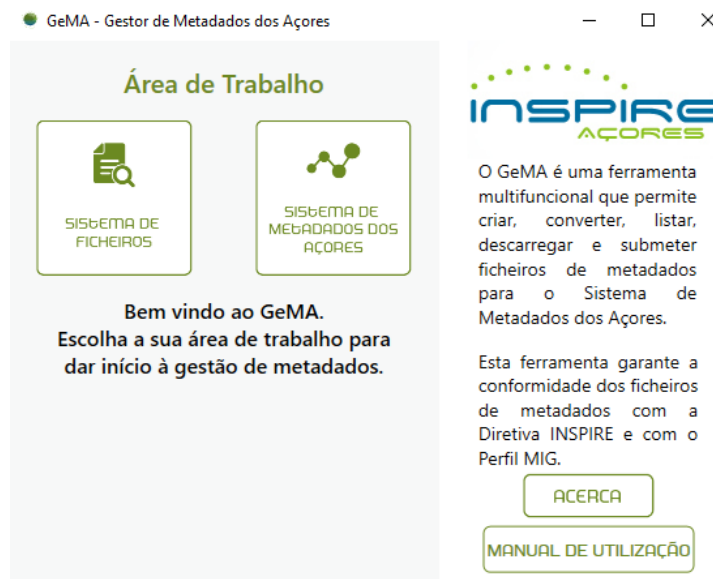 GeMA - Gestor de Metadados dos Açores
Área de Trabalho
SISTEMA DE
FICHEIROS
SISTEMA DE
METADADOS DOS
AÇORES
Bem vindo ao GeMA.
Escolha a sua área de trabalho para
dar início à gestão de metadados.
INSPIRE
AÇORES
O GeMA é uma ferramenta
multifuncional que permite
criar, converter, listar,
descarregar e submeter
ficheiros de metadados
para o Sistema de
Metadados dos Açores.
Esta ferramenta garante a
conformidade dos ficheiros
de metadados com a
Diretiva INSPIRE e com o
Perfil MIG.
ACERCA
MANUAL DE UTILIZAÇÃO